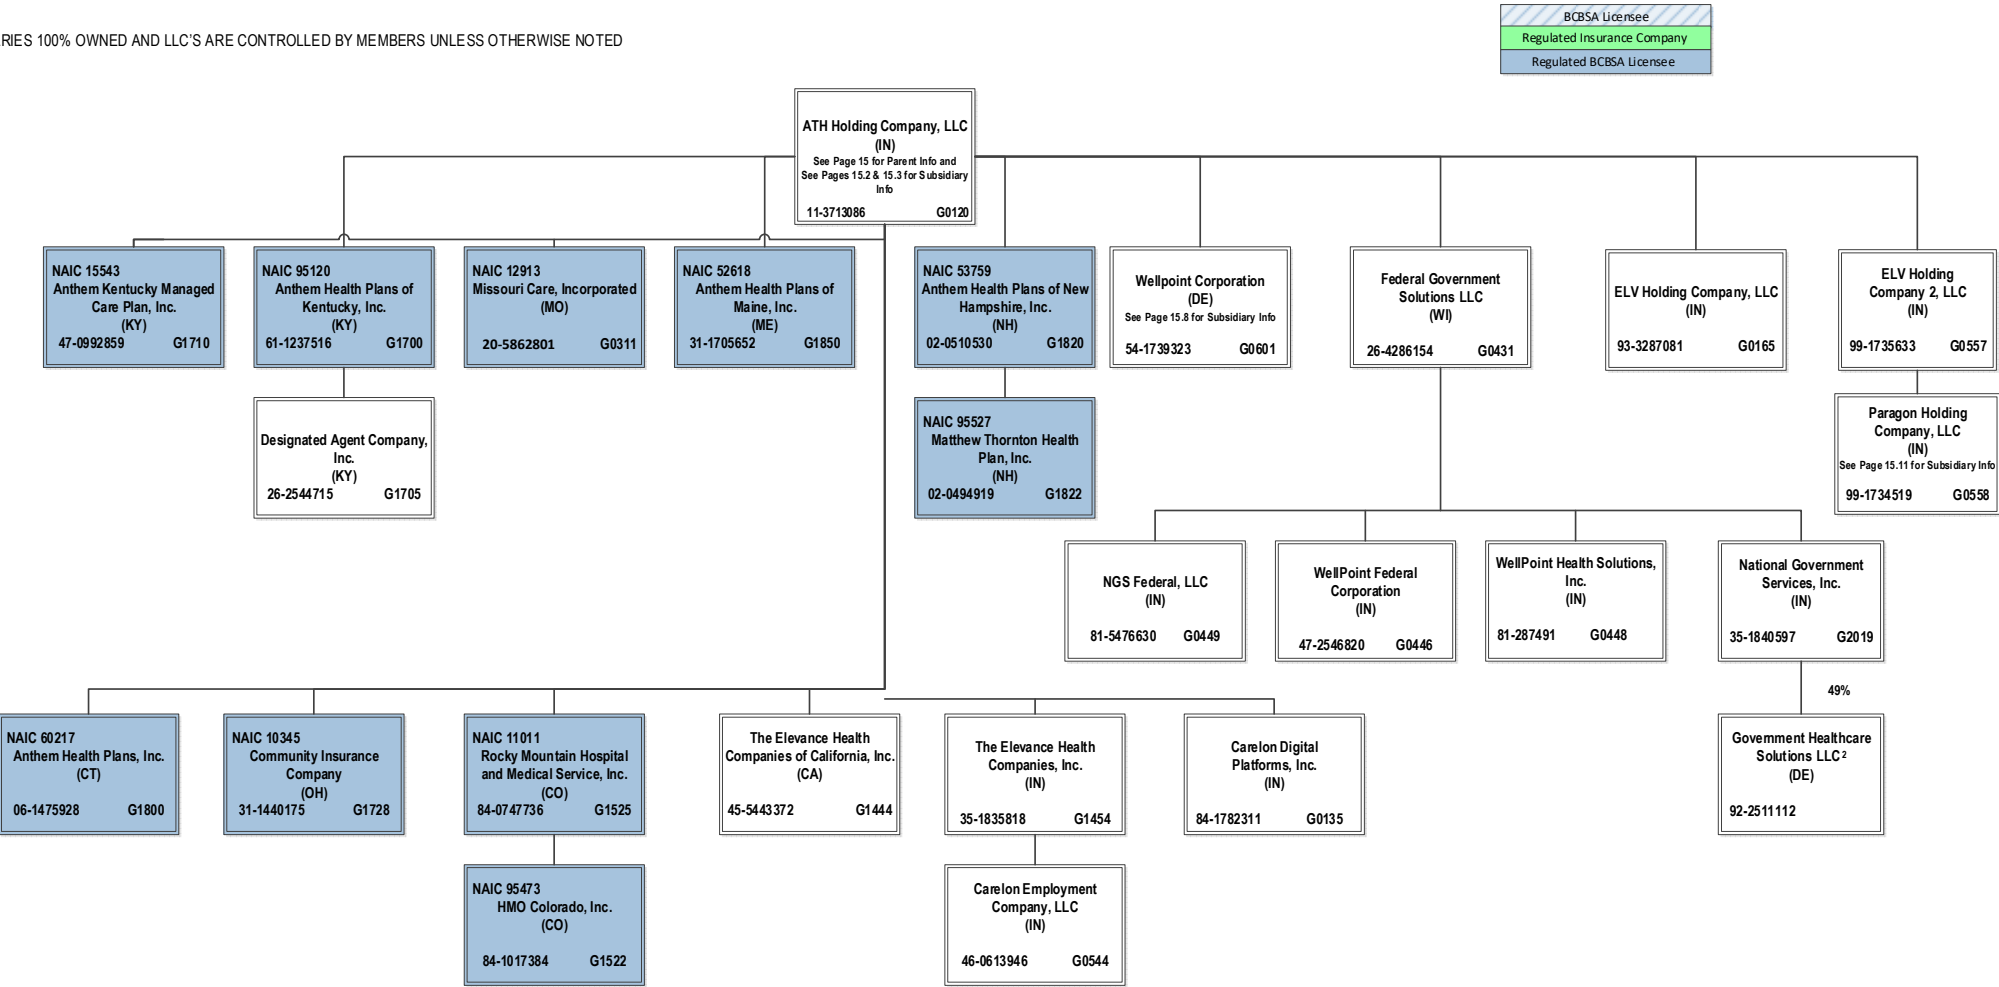 BCBSA Licensee
Regulated Insurance Company
Regulated BCBSA Licensee
RIES 100% OWNED AND LLC'S ARE CONTROLLED BY MEMBERS UNLESS OTHERWISE NOTED
ATH Holding Company, LLC
(IN)
See Page 15 for Parent Info and
See Pages 15.2 & 15.3 for Subsidiary
Info
11-3713086 G0120
NAIC 15543
Anthem Kentucky Managed
Care Plan, Inc.
(KY)
47-0992859 G1710
NAIC 95120
Anthem Health Plans of
Kentucky, Inc.
(KY)
61-1237516 G1700
NAIC 12913
Missouri Care, Incorporated
(MO)
20-5862801 G0311
NAIC 52618
Anthem Health Plans of
Maine, Inc.
(ME)
31-1705652 G1850
NAIC 53759
Anthem Health Plans of New
Hampshire, Inc.
(NH)
02-0510530 G1820
Wellpoint Corporation
(DE)
See Page 15.8 for Subsidiary Info
54-1739323 G0601
Federal Government
Solutions LLC
(WI)
26-4286154 G0431
ELV Holding Company, LLC
(IN)
93-3287081 G0165
ELV Holding
Company 2, LLC
(IN)
99-1735633 G0557
Designated Agent Company,
Inc.
(KY)
26-2544715 G1705
NAIC 95527
Matthew Thornton Health
Plan, Inc.
(NH)
02-0494919 G1822
Paragon Holding
Company, LLC
(IN)
See Page 15.11 for Subsidiary Info
99-1734519 G0558
NGS Federal, LLC
(IN)
81-5476630 G0449
WellPoint Federal
Corporation
(IN)
47-2546820 G0446
WellPoint Health Solutions,
Inc.
(IN)
81-287491 G0448
National Government
Services, Inc.
(IN)
35-1840597 G2019
49%
NAIC 60217
Anthem Health Plans, Inc.
(CT)
06-1475928 G1800
NAIC 10345
Community Insurance
Company
(OH)
31-1440175 G1728
NAIC 11011
Rocky Mountain Hospital
and Medical Service, Inc.
(CO)
84-0747736 G1525
The Elevance Health
Companies of California, Inc.
(CA)
45-5443372 G1444
The Elevance Health
Companies, Inc.
(IN)
35-1835818 G1454
Carelon Digital
Platforms, Inc.
(IN)
84-1782311 G0135
Government Healthcare
Solutions LLC ²
(DE)
92-2511112
NAIC 95473
HMO Colorado, Inc.
(CO)
84-1017384 G1522
Carelon Employment
Company, LLC
(IN)
46-0613946 G0544